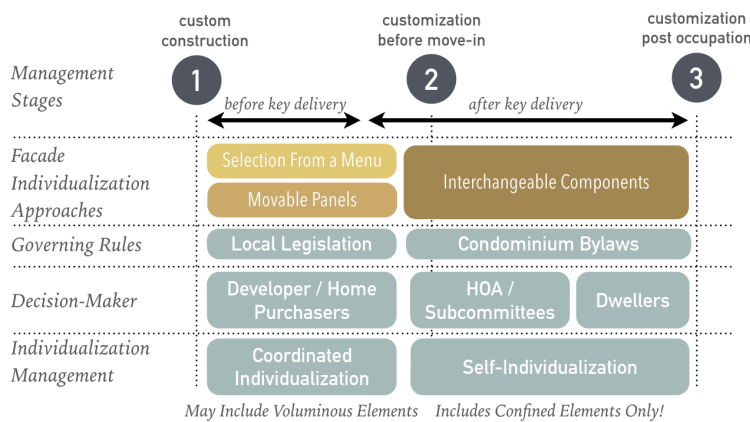 custom
construction
customization
before move-in
customization
post occupation
Management
Stages
1
2
3
before key delivery
after key delivery
Facade
Individualization
Approaches
Selection From a Menu
Movable Panels
Interchangeable Components
Governing Rules
Local Legislation
Condominium Bylaws
Decision-Maker
Developer / Home
Purchasers
HOA /
Subcommittees
Dwellers
Individualization
Management
Coordinated
Individualization
Self-Individualization
May Include Voluminous Elements
Includes Confined Elements Only!